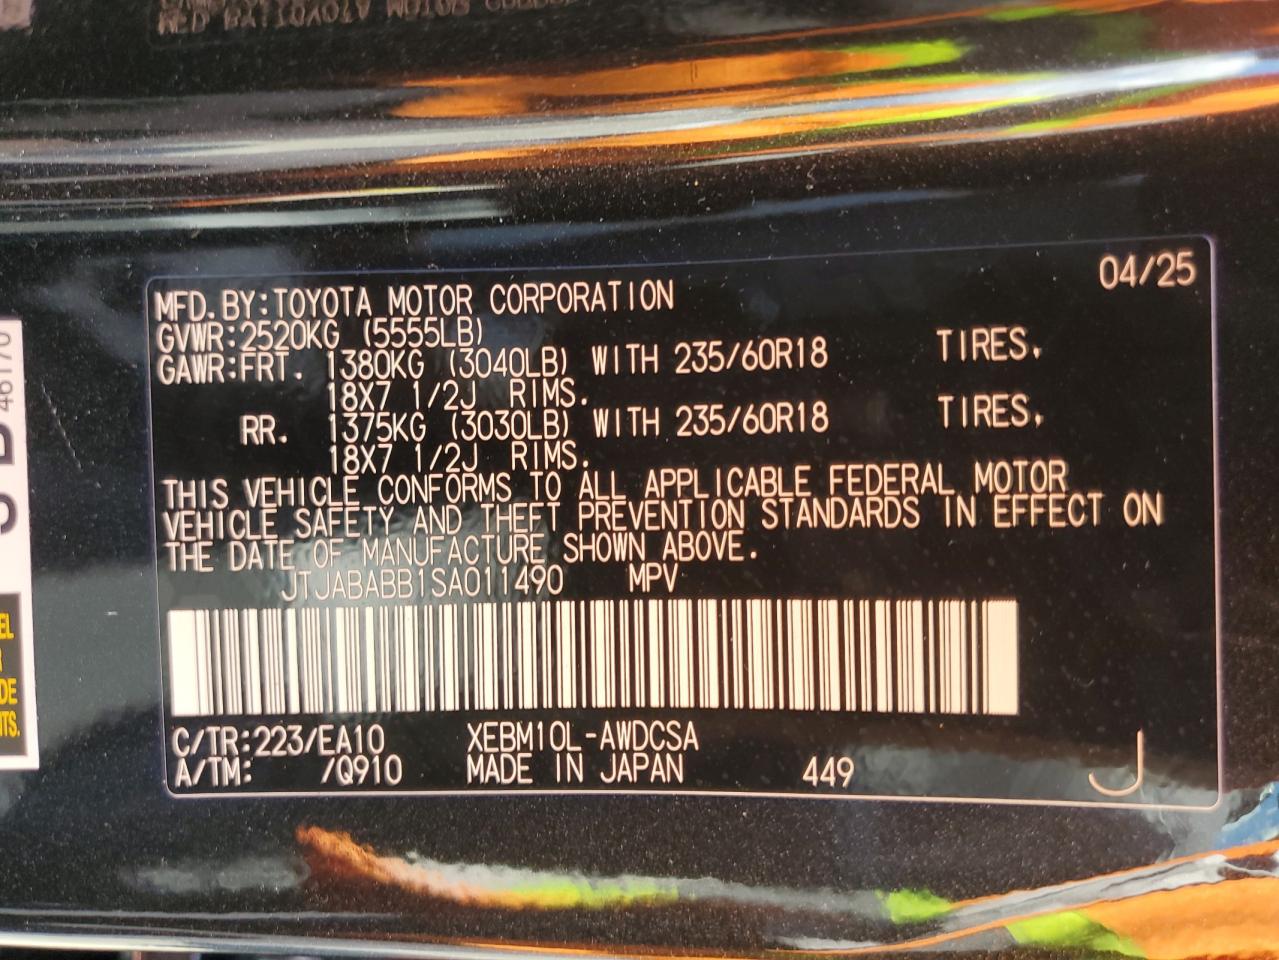 04/25
MFD.BY:TOYOTA MOTOR CORPORATION
GVWR:2520KG (5555LB)
GAWR:FRT. 1380KG (3040LB) WITH 235/60R18 TIRES,
18X7 1/2J RIMS.
RR. 1375KG (3030LB) WITH 235/60R18 TIRES,
18X7 1/2J RIMS.
THIS VEHICLE CONFORMS TO ALL APPLICABLE FEDERAL MOTOR
VEHICLE SAFETY AND THEFT PREVENTION STANDARDS IN EFFECT ON
THE DATE OF MANUFACTURE SHOWN ABOVE.
JTJABABB1SA011490 MPV
C/TR:223/EA10 XEBM10L-AWDCSA
A/TM: /Q910 MADE IN JAPAN 449 J
46170